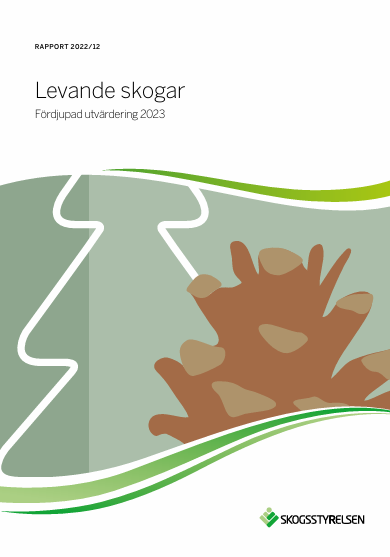 RAPPORT 2022/12
Levande skogar
Fördjupad utvärdering 2023
SKOGSSTYRELSEN